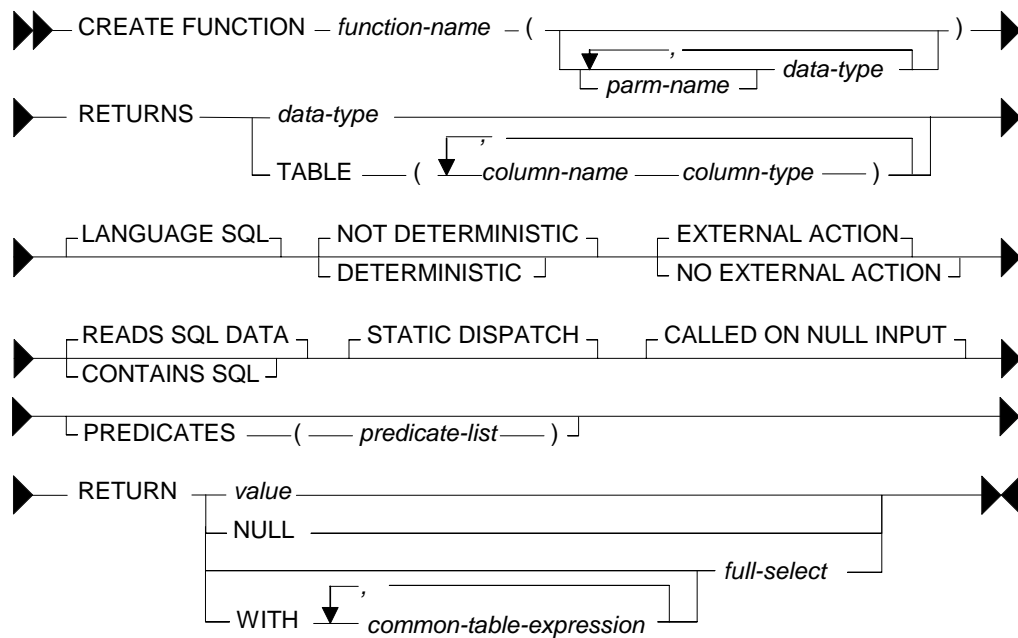 CREATE FUNCTION function-name ( )
,
parm-name data-type
RETURNS data-type
,
TABLE ( column-name column-type )
LANGUAGE SQL NOT DETERMINISTIC EXTERNAL ACTION
DETERMINISTIC NO EXTERNAL ACTION
READS SQL DATA STATIC DISPATCH CALLED ON NULL INPUT
CONTAINS SQL
PREDICATES ( predicate-list )
RETURN value
NULL
full-select
,
WITH common-table-expression